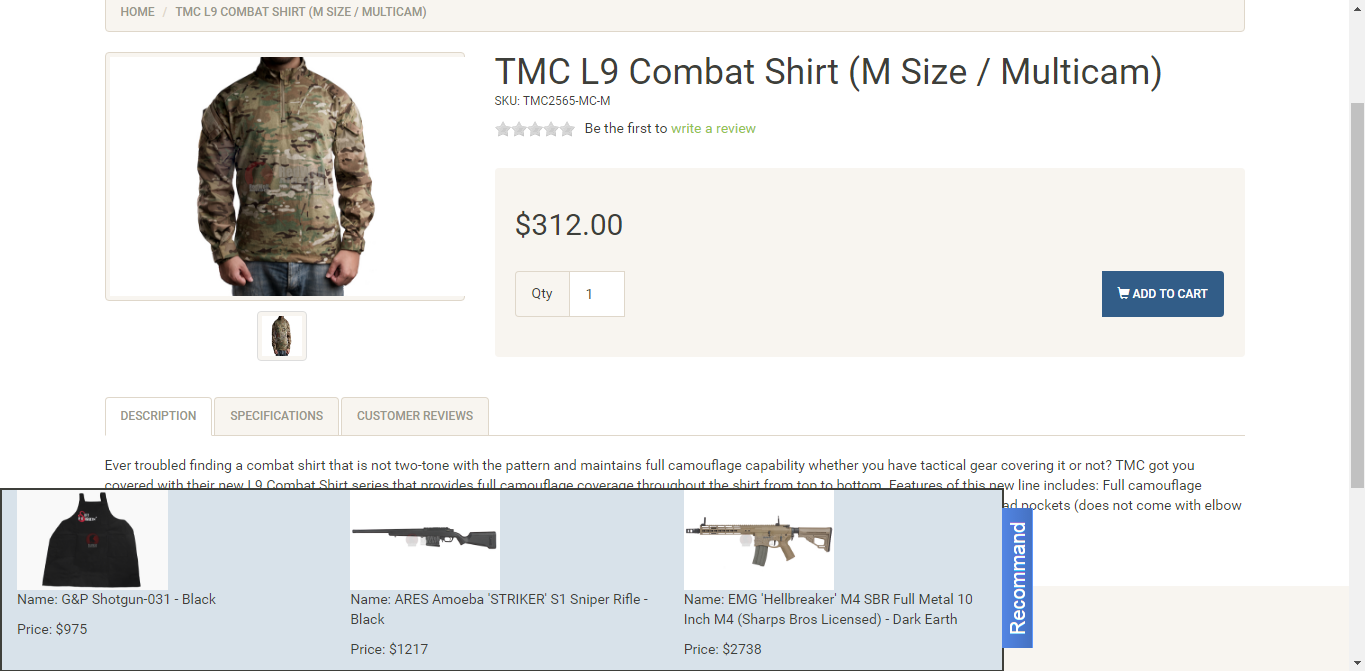 HOME / TMC L9 COMBAT SHIRT (M SIZE / MULTICAM)
TMC L9 Combat Shirt (M Size / Multicam)
SKU: TMC2565-MC-M
Be the first to write a review
$312.00
Qty 1
ADD TO CART
DESCRIPTION SPECIFICATIONS CUSTOMER REVIEWS
Ever troubled finding a combat shirt that is not two-tone with the pattern and maintains full camouflage capability whether you have tactical gear covering it or not? TMC got you
covered with their new L9 Combat Shirt series that provides full camouflage coverage throughout the shirt from top to bottom. Features of this new line includes: Full camouflage
pockets (does not come with elbow
Name: G&P Shotgun-031 - Black
Price: $975
Name: ARES Amoeba 'STRIKER' S1 Sniper Rifle -
Black
Price: $1217
Name: EMG 'Hellbreaker' M4 SBR Full Metal 10
Inch M4 (Sharps Bros Licensed) - Dark Earth
Price: $2738
Recommand